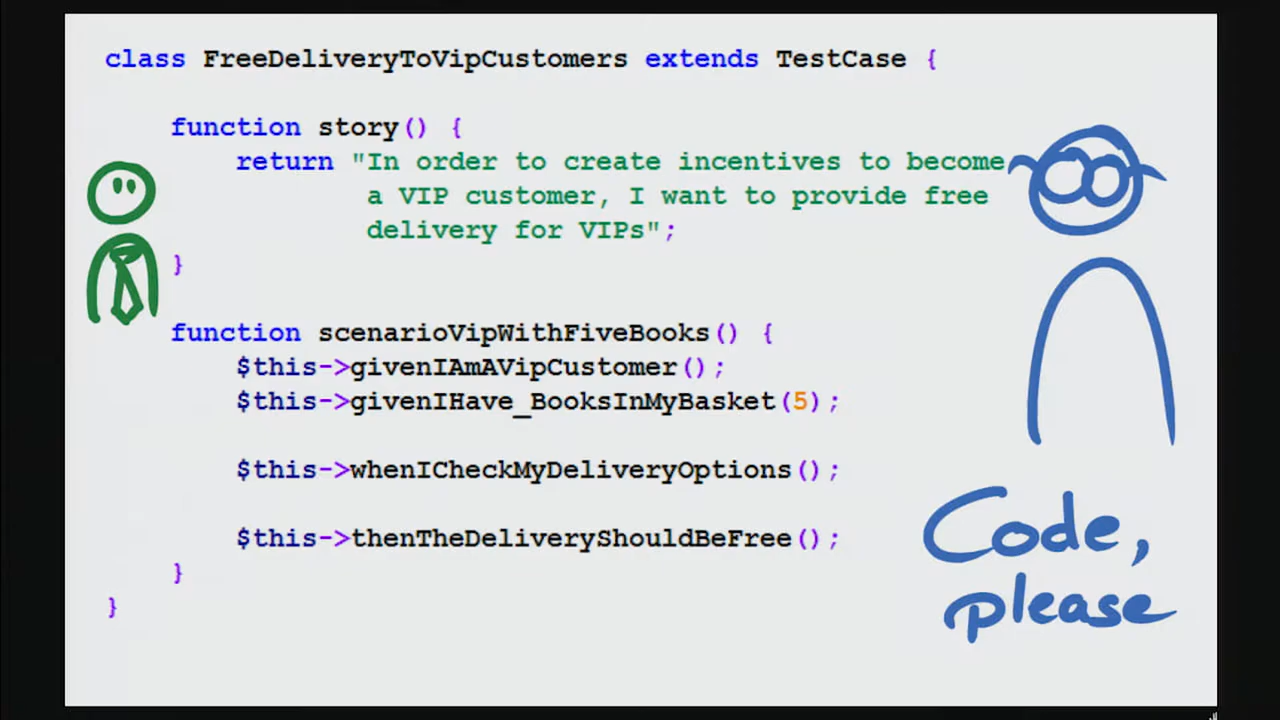 class FreeDeliveryToVipCustomers extends TestCase {
function story() {
return "In order to create incentives to become
a VIP customer, I want to provide free
delivery for VIPs";
}
function scenarioVipWithFiveBooks() {
$this->givenIAmAVipCustomer();
$this->givenIHave_BooksInMyBasket(5);
$this->whenICheckMyDeliveryOptions();
$this->thenTheDeliveryShouldBeFree();
}
}
Code,
please